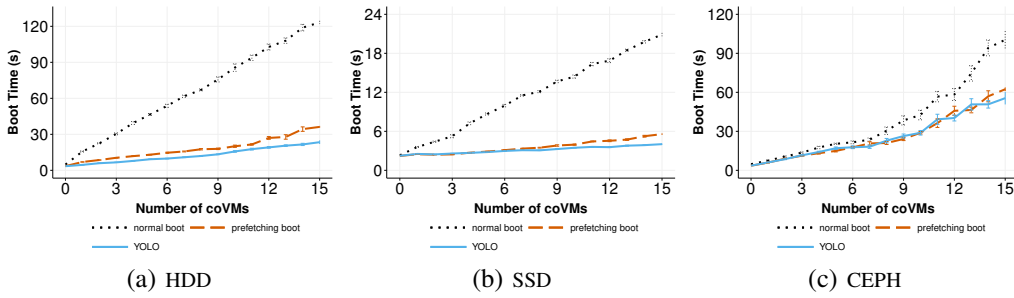 Boot Time (s)
120
90
60
30
0
0 3 6 9 12 15
Number of coVMs
normal boot prefetching boot
YOLO
(a) HDD
Boot Time (s)
24
18
12
6
0
0 3 6 9 12 15
Number of coVMs
normal boot prefetching boot
YOLO
(b) SSD
Boot Time (s)
120
90
60
30
0
0 3 6 9 12 15
Number of coVMs
normal boot prefetching boot
YOLO
(c) CEPH